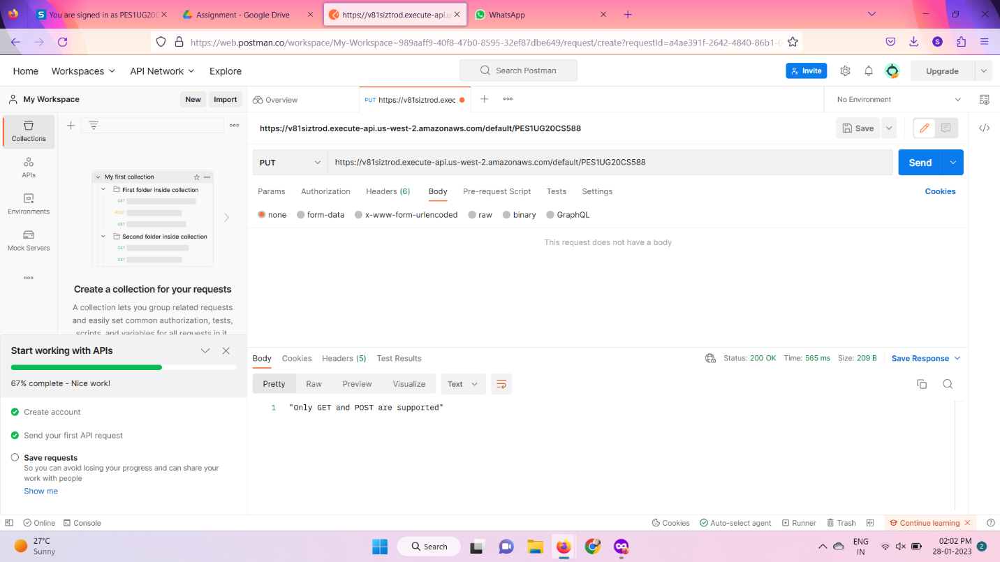 You are signed in as PES1UG20C
Assignment - Google Drive
https://v81siztrod.execute-api.us
WhatsApp
https://web.postman.co/workspace/My-Workspace~989aaff9-40f8-47b0-8595-32ef87dbe649/request/create?requestId=a4ae391f-2642-4840-86b1-0
S
Home
Workspaces
API Network
Explore
Search Postman
Invite
Upgrade
My Workspace
New
Import
Overview
PUT https://v81siztrod.exec
No Environment
Collections
APIs
Environments
Mock Servers
My first collection
First folder inside collection
GET
POST
GET
Second folder inside collection
GET
GET
Create a collection for your requests
A collection lets you group related requests
and easily set common authorization, tests,
scripts, and variables for all requests in it.
https://v81siztrod.execute-api.us-west-2.amazonaws.com/default/PES1UG20CS588
Save
PUT
https://v81siztrod.execute-api.us-west-2.amazonaws.com/default/PES1UG20CS588
Send
Params
Authorization
Headers (6)
Body
Pre-request Script
Tests
Settings
Cookies
none
form-data
x-www-form-urlencoded
raw
binary
GraphQL
This request does not have a body
Start working with APIs
67% complete - Nice work!
Create account
Send your first API request
Save requests
So you can avoid losing your progress and can share your
work with people
Show me
Body
Cookies
Headers (5)
Test Results
Status: 200 OK
Time: 565 ms
Size: 209 B
Save Response
Pretty
Raw
Preview
Visualize
Text
1 "Only GET and POST are supported"
Online
Console
Cookies
Auto-select agent
Runner
Trash
Continue learning
27°C
Sunny
Search
ENG
IN
02:02 PM
28-01-2023
2